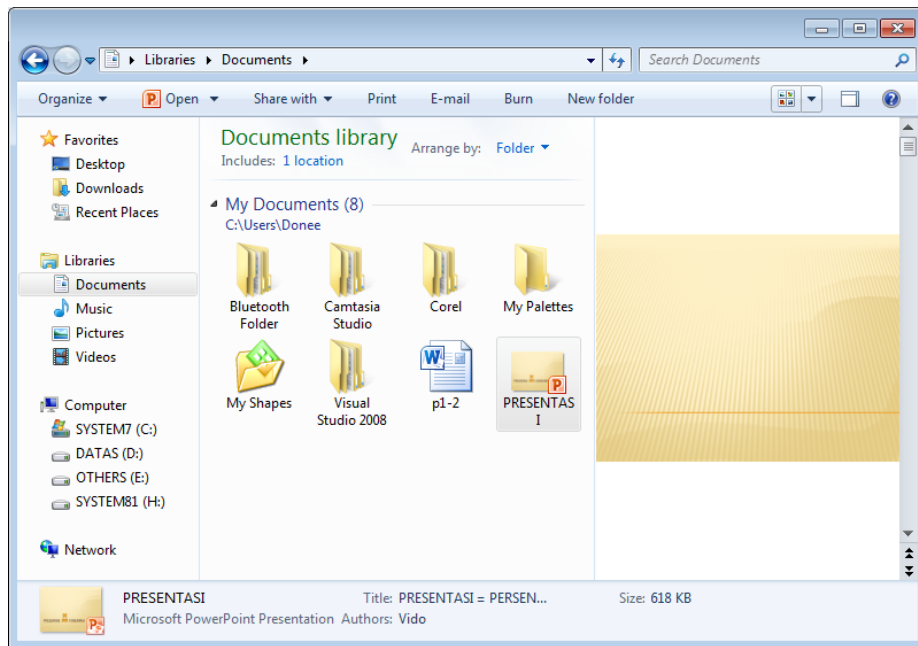 Libraries Documents
Search Documents
Organize Open Share with Print E-mail Burn New folder
Favorites
Desktop
Downloads
Recent Places
Libraries
Documents
Music
Pictures
Videos
Computer
SYSTEM7 (C:)
DATAS (D:)
OTHERS (E:)
SYSTEM81 (H:)
Network
Documents library
Includes: 1 location
Arrange by: Folder
My Documents (8)
C:\Users\Donee
Bluetooth
Folder
Camtasia
Studio
Corel
My Palettes
My Shapes
Visual
Studio 2008
p1-2
PRESENTAS
I
PRESENTASI Title: PRESENTASI = PERSEN... Size: 618 KB
Microsoft PowerPoint Presentation Authors: Vido